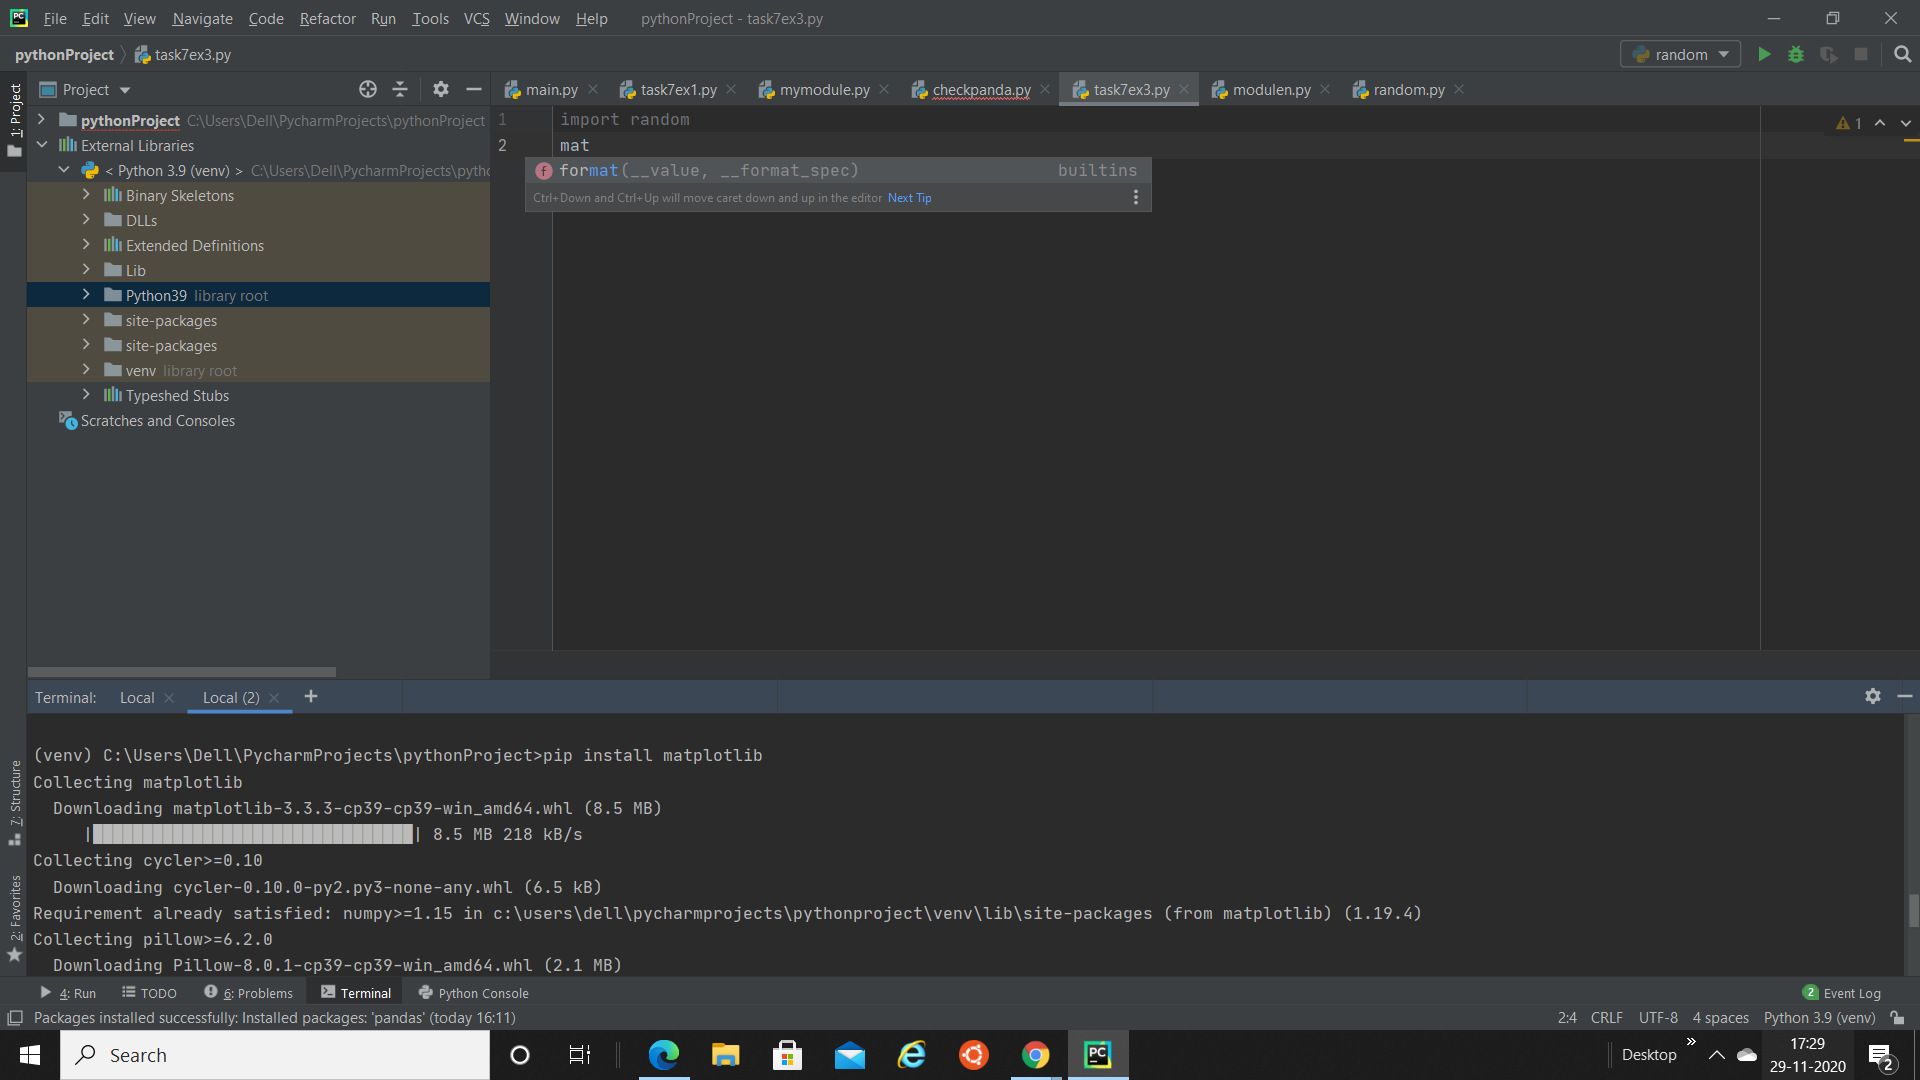 File Edit View Navigate Code Refactor Run Tools VCS Window Help pythonProject - task7ex3.py
pythonProject task7ex3.py random
1: Project
Project
main.py task7ex1.py mymodule.py checkpanda.py task7ex3.py modulen.py random.py
pythonProject C:\Users\Dell\PycharmProjects\pythonProject
External Libraries
< Python 3.9 (venv) > C:\Users\Dell\PycharmProjects\pythc
Binary Skeletons
DLLs
Extended Definitions
Lib
Python39 library root
site-packages
site-packages
venv library root
Typeshed Stubs
Scratches and Consoles
1 import random
2 mat
1
f format(__value, __format_spec) builtins
Ctrl+Down and Ctrl+Up will move caret down and up in the editor Next Tip
Terminal: Local Local (2) +
(venv) C:\Users\Dell\PycharmProjects\pythonProject>pip install matplotlib
Collecting matplotlib
Downloading matplotlib-3.3.3-cp39-cp39-win_amd64.whl (8.5 MB)
| | 8.5 MB 218 kB/s
Collecting cycler>=0.10
Downloading cycler-0.10.0-py2.py3-none-any.whl (6.5 kB)
Requirement already satisfied: numpy>=1.15 in c:\users\dell\pycharmprojects\pythonproject\venv\lib\site-packages (from matplotlib) (1.19.4)
Collecting pillow>=6.2.0
Downloading Pillow-8.0.1-cp39-cp39-win_amd64.whl (2.1 MB)
7: Structure
2: Favorites
4: Run TODO 6: Problems Terminal Python Console 2 Event Log
Packages installed successfully: Installed packages: 'pandas' (today 16:11) 2:4 CRLF UTF-8 4 spaces Python 3.9 (venv)
Search PC Desktop 17:29
29-11-2020 2